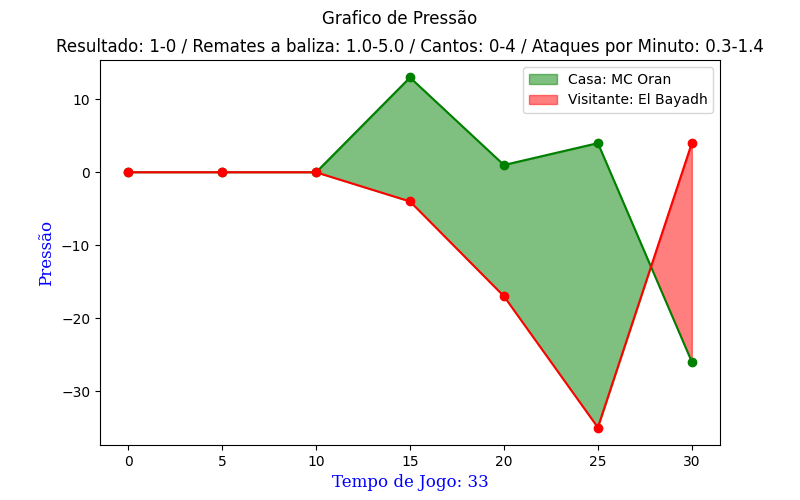 Grafico de Pressão
Resultado: 1-0 / Remates a baliza: 1.0-5.0 / Cantos: 0-4 / Ataques por Minuto: 0.3-1.4
Casa: MC Oran
Visitante: El Bayadh
10
0
−10
−20
−30
Pressão
0 5 10 15 20 25 30
Tempo de Jogo: 33